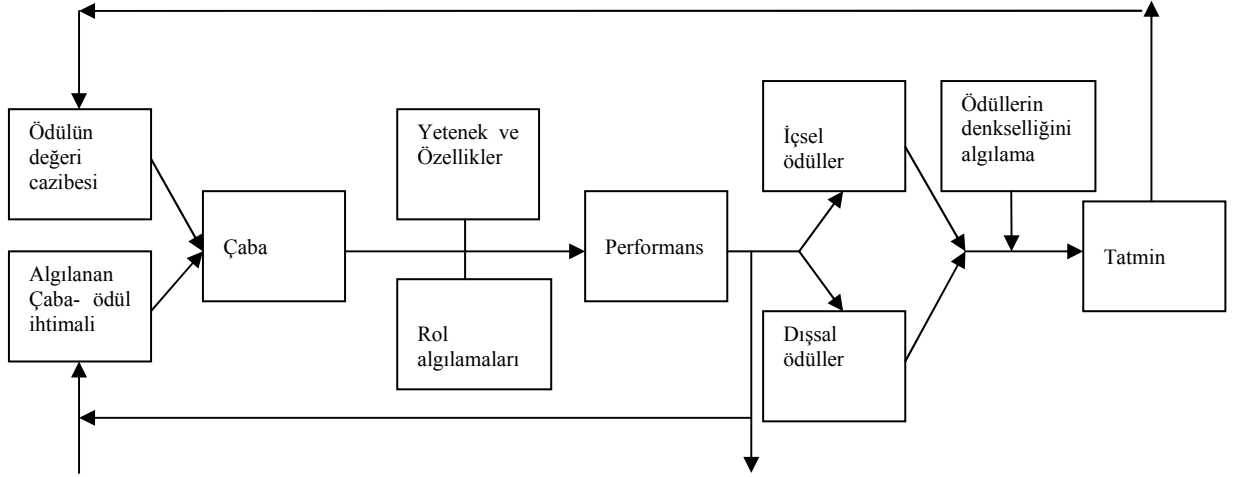 Ödülün
değeri
cazibesi
Algılanan
Çaba- ödül
ihtimali
Çaba
Yetenek ve
Özellikler
Rol
algılamaları
Performans
İçsel
ödüller
Dışsal
ödüller
Ödüllerin
denkselliğini
algılama
Tatmin